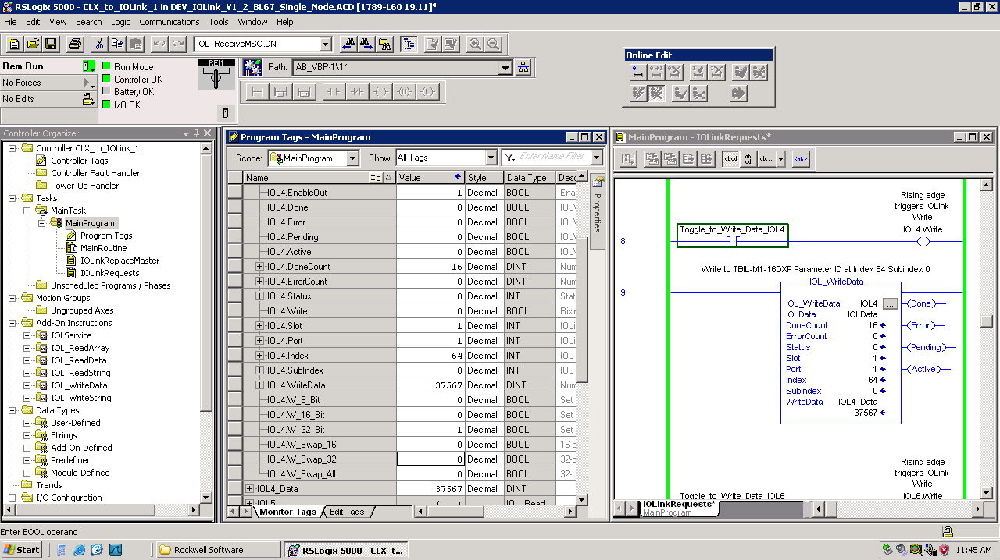 RSLogix 5000 - CLX_to_IOLink_1 in DEV_IOLink_V1_2_BL67_Single_Node.ACD [1789-L60 19.11]*
File Edit View Search Logic Communications Tools Window Help
IOL_ReceiveMSG.DN
Rem Run
No Forces
No Edits
Run Mode
Controller OK
Battery OK
I/O OK
REM
Path: AB_VBP-1\1*
Online Edit
Controller Organizer
Controller CLX_to_IOLink_1
Controller Tags
Controller Fault Handler
Power-Up Handler
Tasks
MainTask
MainProgram
Program Tags
MainRoutine
IOLinkReplaceMaster
IOLinkRequests
Unscheduled Programs / Phases
Motion Groups
Ungrouped Axes
Add-On Instructions
IOLService
IOL_ReadArray
IOL_ReadData
IOL_ReadString
IOL_WriteData
IOL_WriteString
Data Types
User-Defined
Strings
Add-On-Defined
Predefined
Module-Defined
Trends
I/O Configuration
Program Tags - MainProgram
Scope: MainProgram Show: All Tags Enter Name Filter
Name Value Style Data Type Desc
IOL4.EnableOut 1 Decimal BOOL Ena
IOL4.Done 0 Decimal BOOL IOLV
IOL4.Error 0 Decimal BOOL IOLV
IOL4.Pending 0 Decimal BOOL IOLV
IOL4.Active 0 Decimal BOOL IOLV
IOL4.DoneCount 16 Decimal DINT Num
IOL4.ErrorCount 0 Decimal DINT Num
IOL4.Status 0 Decimal INT Stat
IOL4.Write 0 Decimal BOOL Risin
IOL4.Slot 1 Decimal INT IOLi
IOL4.Port 1 Decimal INT IOLi
IOL4.Index 64 Decimal INT IOL
IOL4.SubIndex 0 Decimal INT IOL
IOL4.WriteData 37567 Decimal DINT Num
IOL4.W_8_Bit 0 Decimal BOOL Set
IOL4.W_16_Bit 0 Decimal BOOL Set
IOL4.W_32_Bit 1 Decimal BOOL Set
IOL4.W_Swap_16 0 Decimal BOOL 16-b
IOL4.W_Swap_32 0 Decimal BOOL 32-b
IOL4.W_Swap_All 0 Decimal BOOL 32-b
IOL4_Data 37567 Decimal DINT
IOL5 {...} IOL_Read
Properties
Monitor Tags Edit Tags
MainProgram - IOLinkRequests*
abcd ab cd ab... <ab>
Rising edge
triggers IOLink
Write
8 Toggle_to_Write_Data_IOL4 IOL4.Write
Write to TBIL-M1-16DXP Parameter ID at Index 64 Subindex 0
9
IOL_WriteData
IOL_WriteData IOL4 ... (Done)
IOLData IOLData
DoneCount 16 (Error)
ErrorCount 0
Status 0 (Pending)
Slot 1
Port 1 (Active)
Index 64
SubIndex 0
WriteData IOL4_Data
37567
Rising edge
triggers IOLink
Write
Toggle_to_Write_Data_IOL6 IOL6.Write
IOLinkRequests*
MainProgram
Enter BOOL operand
Start Rockwell Software RSLogix 5000 - CLX_t... 11:45 AM